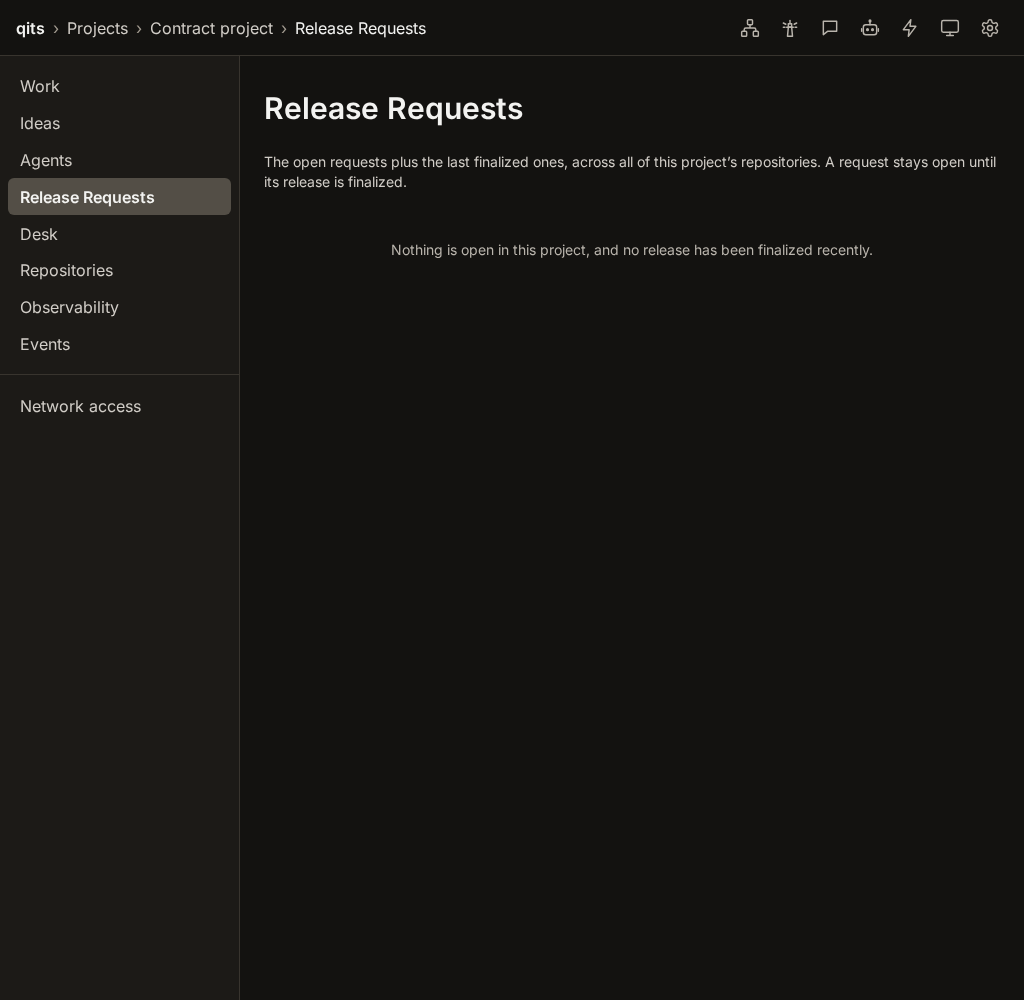 qits › Projects › Contract project › Release Requests
Work
Ideas
Agents
Release Requests
Desk
Repositories
Observability
Events
Network access
Release Requests
The open requests plus the last finalized ones, across all of this project’s repositories. A request stays open until
its release is finalized.
Nothing is open in this project, and no release has been finalized recently.